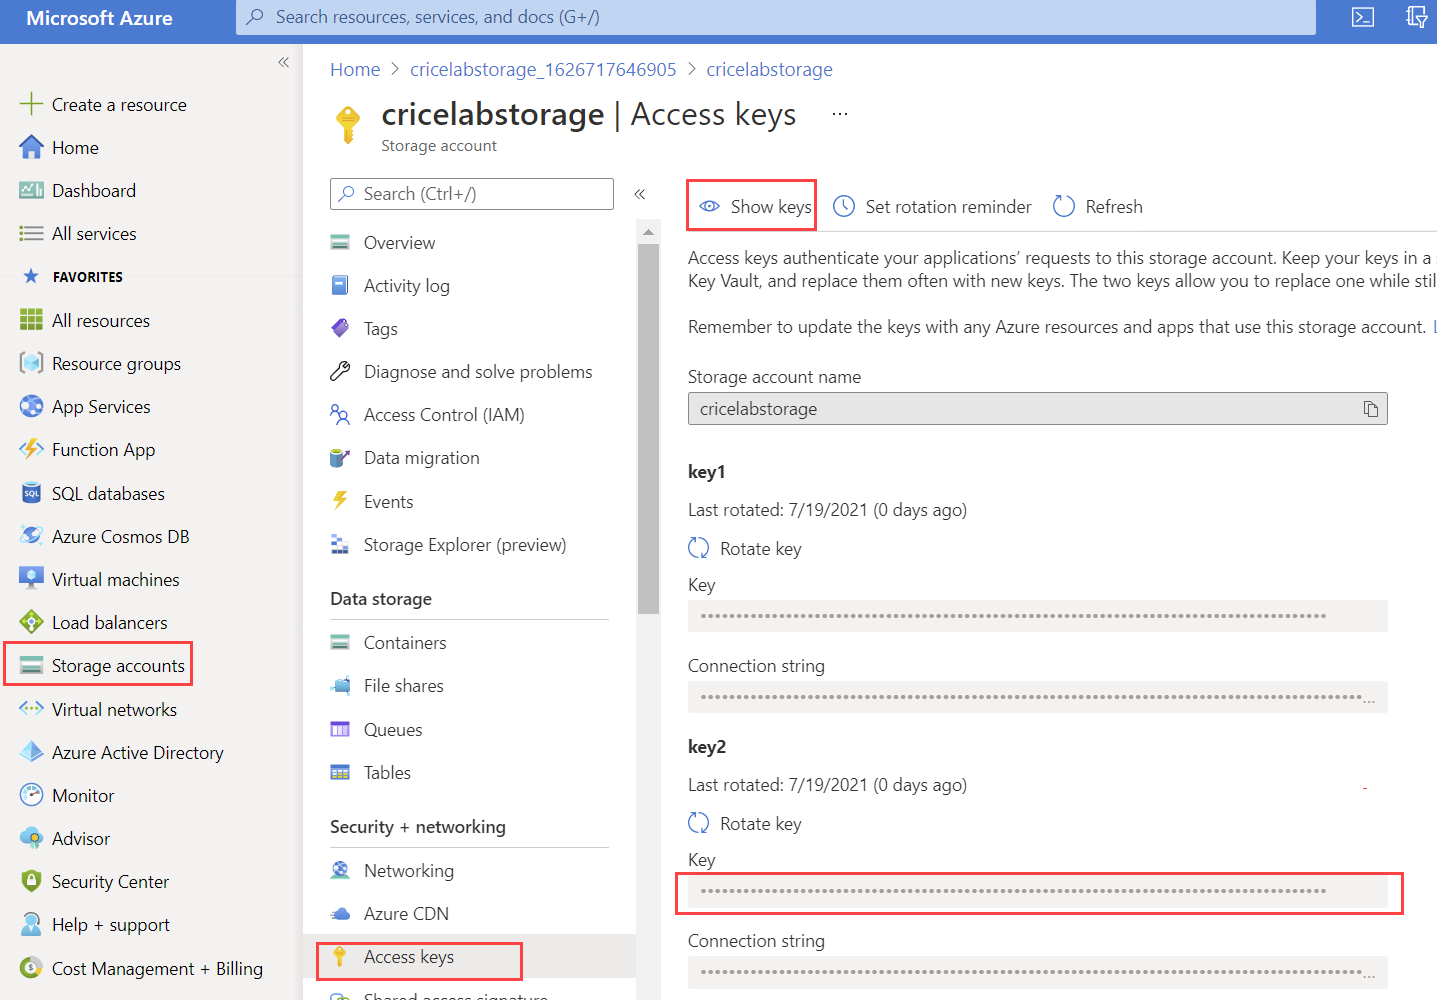 Microsoft Azure
Search resources, services, and docs (G+/)
«
Create a resource
Home
Dashboard
All services
FAVORITES
All resources
Resource groups
App Services
Function App
SQL databases
Azure Cosmos DB
Virtual machines
Load balancers
Storage accounts
Virtual networks
Azure Active Directory
Monitor
Advisor
Security Center
Help + support
Cost Management + Billing
Home > cricelabstorage_1626717646905 > cricelabstorage
cricelabstorage | Access keys ...
Storage account
Search (Ctrl+/)
«
Overview
Activity log
Tags
Diagnose and solve problems
Access Control (IAM)
Data migration
Events
Storage Explorer (preview)
Data storage
Containers
File shares
Queues
Tables
Security + networking
Networking
Azure CDN
Access keys
Shared access signature
Show keys
Set rotation reminder
Refresh
Access keys authenticate your applications’ requests to this storage account. Keep your keys in a
Key Vault, and replace them often with new keys. The two keys allow you to replace one while stil
Remember to update the keys with any Azure resources and apps that use this storage account.
Storage account name
cricelabstorage
key1
Last rotated: 7/19/2021 (0 days ago)
Rotate key
Key
Connection string
key2
Last rotated: 7/19/2021 (0 days ago)
Rotate key
Key
Connection string